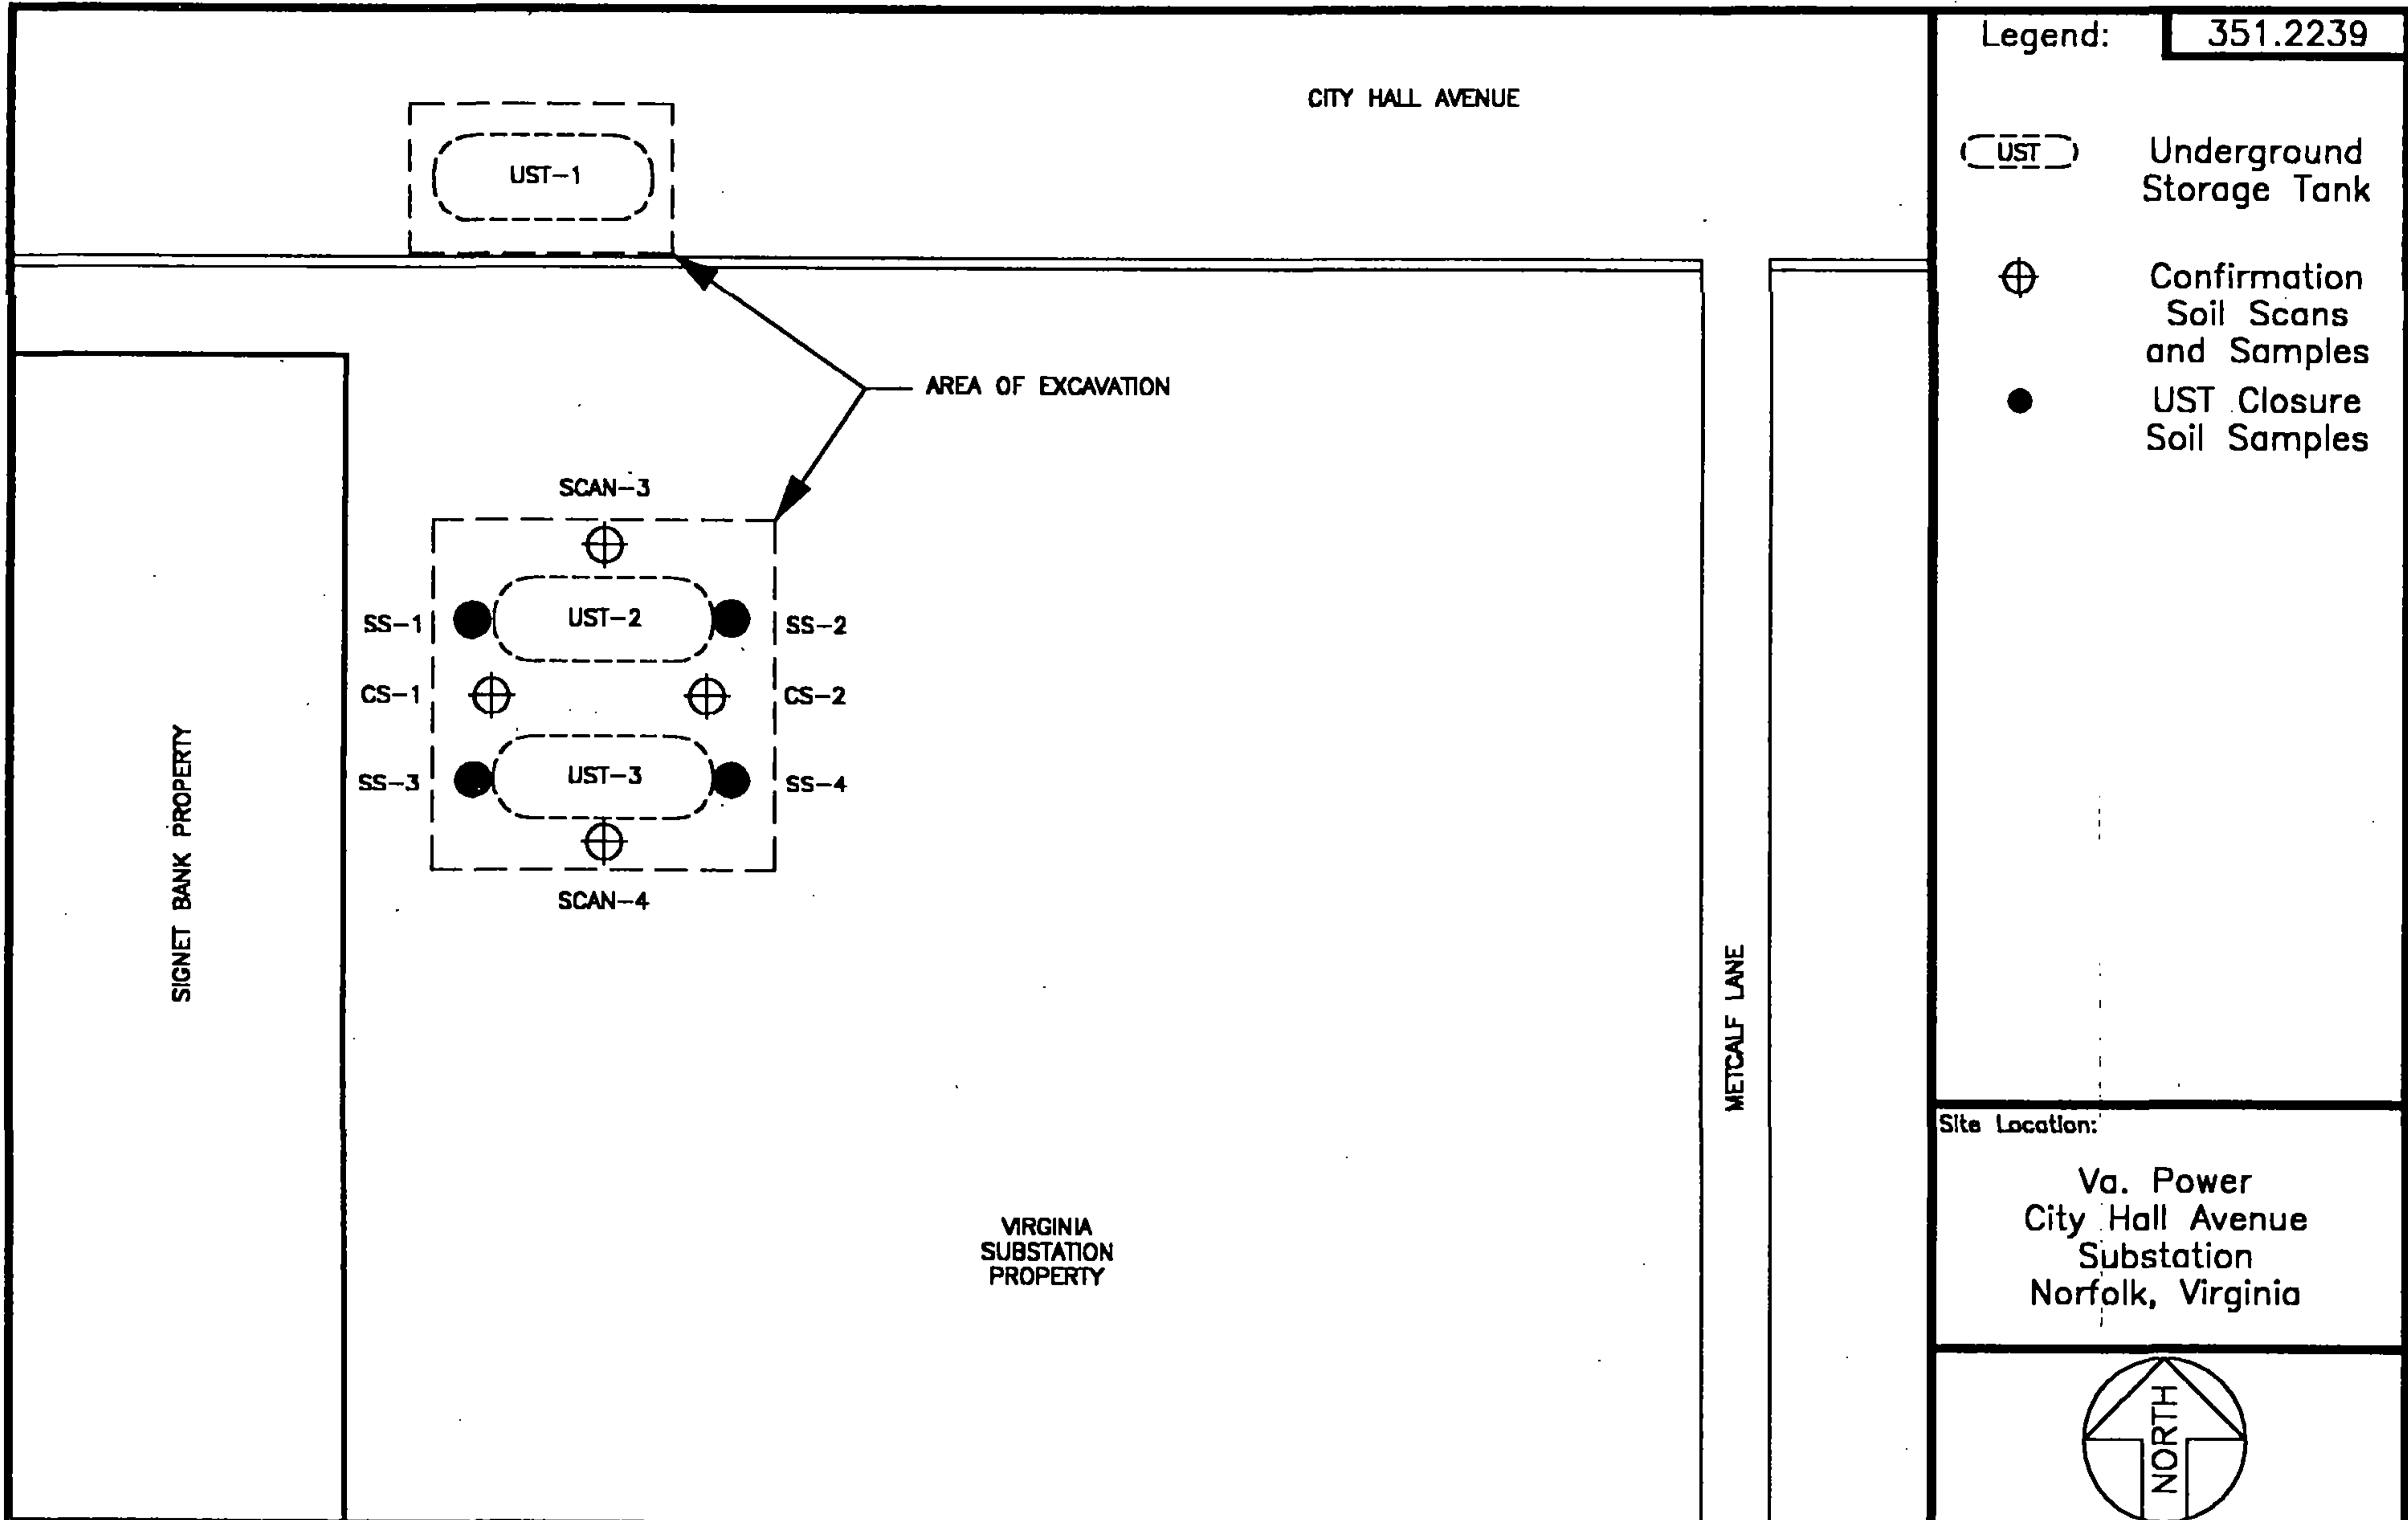 CITY HALL AVENUE
UST-1
AREA OF EXCAVATION
SCAN-3
SS-1
UST-2
SS-2
CS-1
CS-2
SS-3
UST-3
SS-4
SCAN-4
SIGNET BANK PROPERTY
METCALF LANE
VIRGINIA
SUBSTATION
PROPERTY
Legend:
351.2239
UST
Underground
Storage Tank
Confirmation
Soil Scans
and Samples
UST Closure
Soil Samples
Site Location:
Va. Power
City Hall Avenue
Substation
Norfolk, Virginia
NORTH